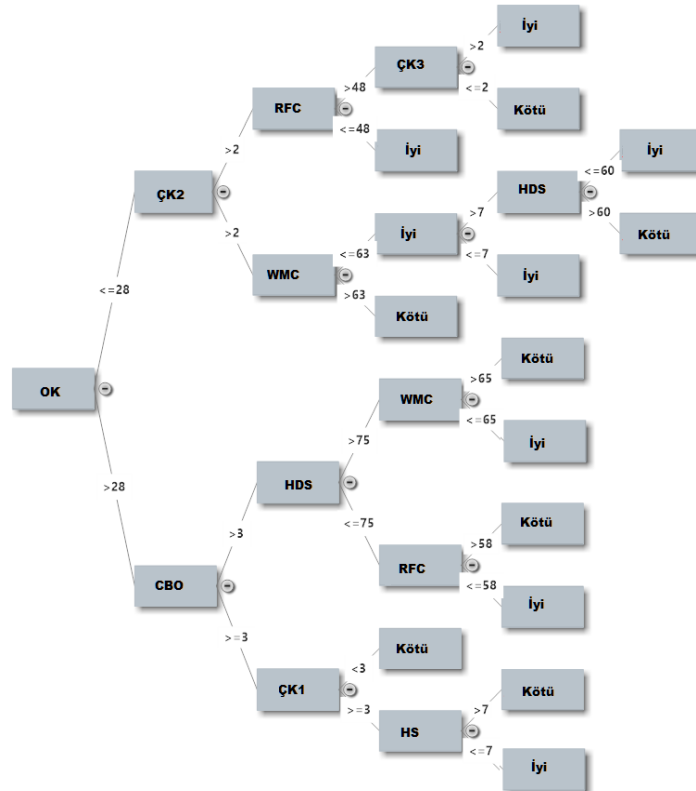 İyi
>2
ÇK3
>48
<=2
RFC
Kötü
<=48
İyi
>2
İyi
<=60
ÇK2
HDS
>7
>60
>2
<=63
İyi
Kötü
<=7
WMC
İyi
>63
<=28
Kötü
Kötü
>65
OK
WMC
<=65
>75
İyi
>28
HDS
Kötü
>3
<=75
>58
RFC
<=58
CBO
İyi
>=3
Kötü
<3
ÇK1
Kötü
>=3
>7
HS
<=7
İyi